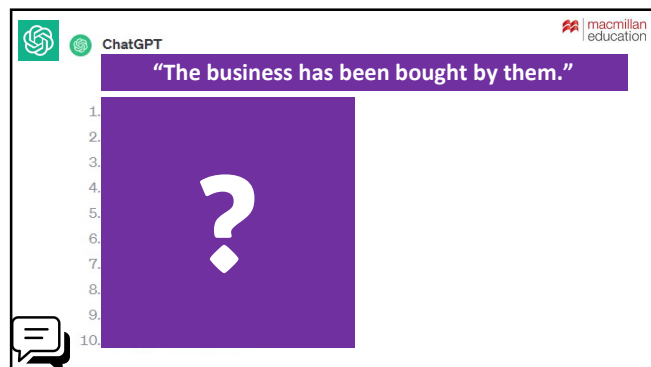 macmillan
education
ChatGPT
“The business has been bought by them.”
1.
2.
3.
4.
5.
6.
7.
8.
9.
10.
?